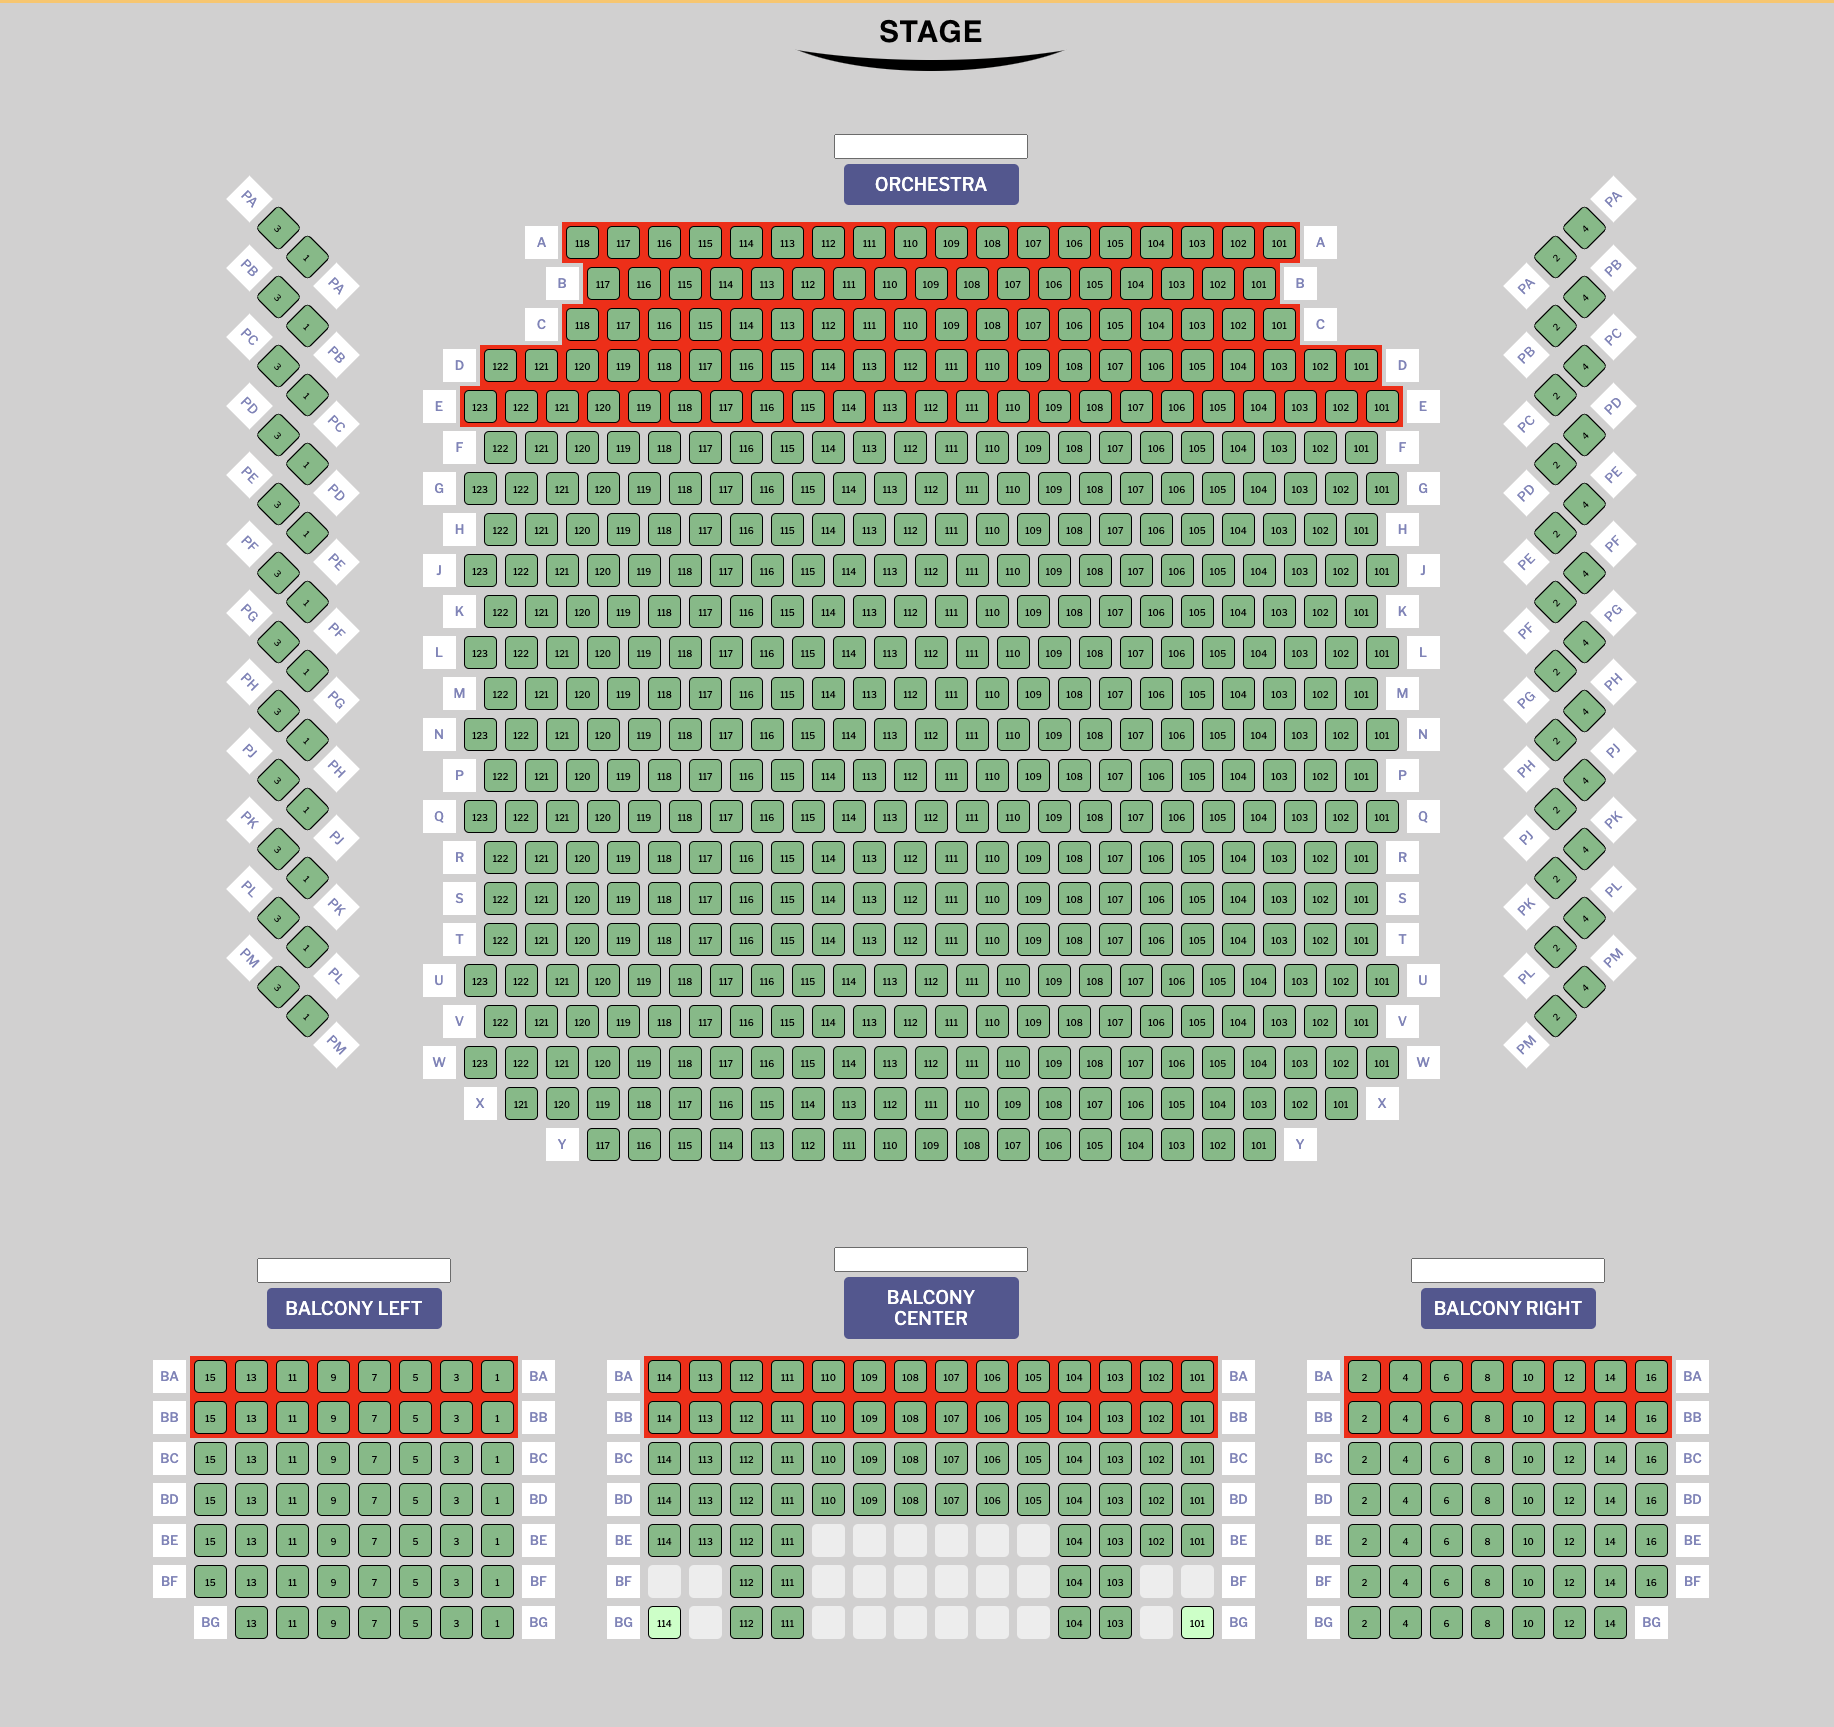 STAGE
ORCHESTRA
PA 3 1 PA
PB 3 1 PB
PC 3 1 PC
PD 3 1 PD
PE 3 1 PE
PF 3 1 PF
PG 3 1 PG
PH 3 1 PH
PJ 3 1 PJ
PK 3 1 PK
PL 3 1 PL
PM 3 1 PM
A 118 117 116 115 114 113 112 111 110 109 108 107 106 105 104 103 102 101 A
B 117 116 115 114 113 112 111 110 109 108 107 106 105 104 103 102 101 B
C 118 117 116 115 114 113 112 111 110 109 108 107 106 105 104 103 102 101 C
D 122 121 120 119 118 117 116 115 114 113 112 111 110 109 108 107 106 105 104 103 102 101 D
E 123 122 121 120 119 118 117 116 115 114 113 112 111 110 109 108 107 106 105 104 103 102 101 E
F 122 121 120 119 118 117 116 115 114 113 112 111 110 109 108 107 106 105 104 103 102 101 F
G 123 122 121 120 119 118 117 116 115 114 113 112 111 110 109 108 107 106 105 104 103 102 101 G
H 122 121 120 119 118 117 116 115 114 113 112 111 110 109 108 107 106 105 104 103 102 101 H
J 123 122 121 120 119 118 117 116 115 114 113 112 111 110 109 108 107 106 105 104 103 102 101 J
K 122 121 120 119 118 117 116 115 114 113 112 111 110 109 108 107 106 105 104 103 102 101 K
L 123 122 121 120 119 118 117 116 115 114 113 112 111 110 109 108 107 106 105 104 103 102 101 L
M 122 121 120 119 118 117 116 115 114 113 112 111 110 109 108 107 106 105 104 103 102 101 M
N 123 122 121 120 119 118 117 116 115 114 113 112 111 110 109 108 107 106 105 104 103 102 101 N
P 122 121 120 119 118 117 116 115 114 113 112 111 110 109 108 107 106 105 104 103 102 101 P
Q 123 122 121 120 119 118 117 116 115 114 113 112 111 110 109 108 107 106 105 104 103 102 101 Q
R 122 121 120 119 118 117 116 115 114 113 112 111 110 109 108 107 106 105 104 103 102 101 R
S 122 121 120 119 118 117 116 115 114 113 112 111 110 109 108 107 106 105 104 103 102 101 S
T 122 121 120 119 118 117 116 115 114 113 112 111 110 109 108 107 106 105 104 103 102 101 T
U 123 122 121 120 119 118 117 116 115 114 113 112 111 110 109 108 107 106 105 104 103 102 101 U
V 122 121 120 119 118 117 116 115 114 113 112 111 110 109 108 107 106 105 104 103 102 101 V
W 123 122 121 120 119 118 117 116 115 114 113 112 111 110 109 108 107 106 105 104 103 102 101 W
X 121 120 119 118 117 116 115 114 113 112 111 110 109 108 107 106 105 104 103 102 101 X
Y 117 116 115 114 113 112 111 110 109 108 107 106 105 104 103 102 101 Y
PA 2 4 PA
PB 2 4 PB
PC 2 4 PC
PD 2 4 PD
PE 2 4 PE
PF 2 4 PF
PG 2 4 PG
PH 2 4 PH
PJ 2 4 PJ
PK 2 4 PK
PL 2 4 PL
PM 2 4 PM
BALCONY LEFT
BA 15 13 11 9 7 5 3 1 BA
BB 15 13 11 9 7 5 3 1 BB
BC 15 13 11 9 7 5 3 1 BC
BD 15 13 11 9 7 5 3 1 BD
BE 15 13 11 9 7 5 3 1 BE
BF 15 13 11 9 7 5 3 1 BF
BG 13 11 9 7 5 3 1 BG
BALCONY
CENTER
BA 114 113 112 111 110 109 108 107 106 105 104 103 102 101 BA
BB 114 113 112 111 110 109 108 107 106 105 104 103 102 101 BB
BC 114 113 112 111 110 109 108 107 106 105 104 103 102 101 BC
BD 114 113 112 111 110 109 108 107 106 105 104 103 102 101 BD
BE 114 113 112 111 104 103 102 101 BE
BF 112 111 104 103 BF
BG 114 112 111 104 103 101 BG
BALCONY RIGHT
BA 2 4 6 8 10 12 14 16 BA
BB 2 4 6 8 10 12 14 16 BB
BC 2 4 6 8 10 12 14 16 BC
BD 2 4 6 8 10 12 14 16 BD
BE 2 4 6 8 10 12 14 16 BE
BF 2 4 6 8 10 12 14 16 BF
BG 2 4 6 8 10 12 14 BG